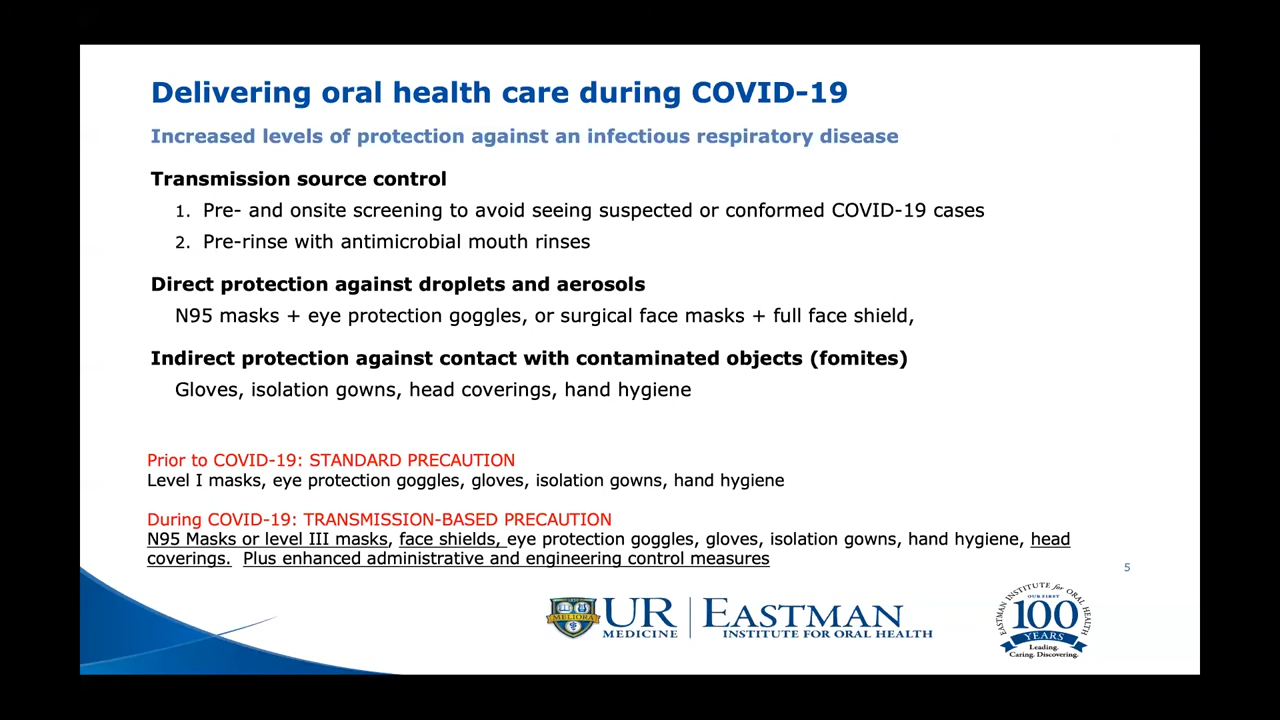 Delivering oral health care during COVID-19
Increased levels of protection against an infectious respiratory disease
Transmission source control
1. Pre- and onsite screening to avoid seeing suspected or conformed COVID-19 cases
2. Pre-rinse with antimicrobial mouth rinses
Direct protection against droplets and aerosols
N95 masks + eye protection goggles, or surgical face masks + full face shield,
Indirect protection against contact with contaminated objects (fomites)
Gloves, isolation gowns, head coverings, hand hygiene
Prior to COVID-19: STANDARD PRECAUTION
Level I masks, eye protection goggles, gloves, isolation gowns, hand hygiene
During COVID-19: TRANSMISSION-BASED PRECAUTION
N95 Masks or level III masks, face shields, eye protection goggles, gloves, isolation gowns, hand hygiene, head
coverings. Plus enhanced administrative and engineering control measures
5
MELIORA
UR
MEDICINE
EASTMAN
INSTITUTE FOR ORAL HEALTH
EASTMAN INSTITUTE for ORAL HEALTH
OUR FIRST
100
YEARS
Leading.
Caring. Discovering.